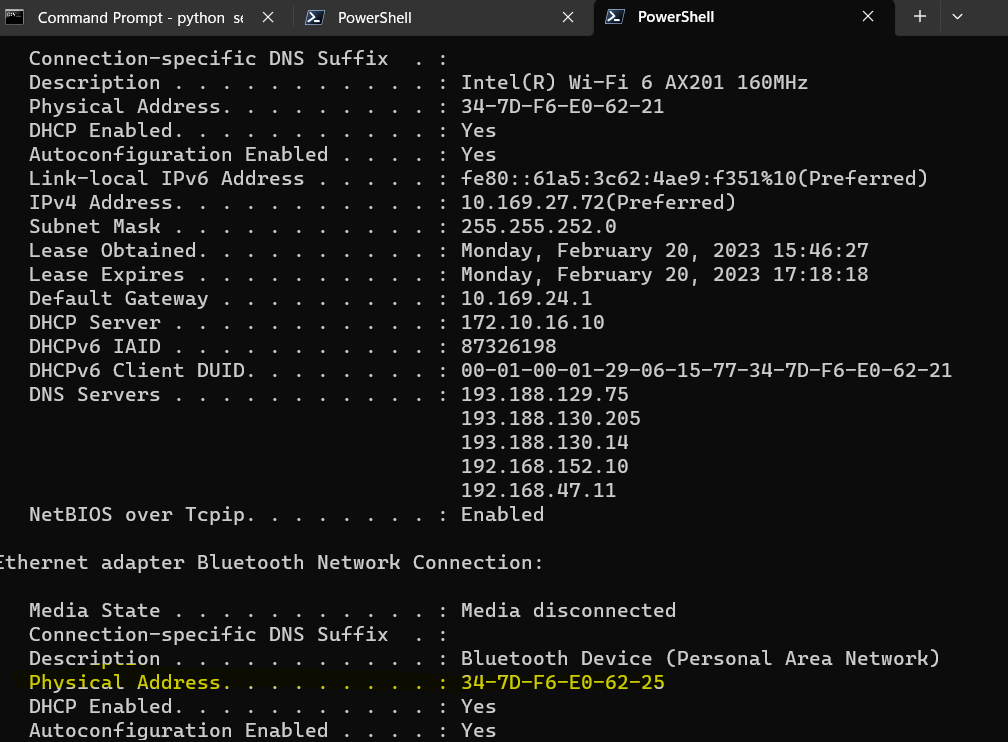 Command Prompt - python se
PowerShell
PowerShell
Connection-specific DNS Suffix  . :
Description . . . . . . . . . . . : Intel(R) Wi-Fi 6 AX201 160MHz
Physical Address. . . . . . . . . : 34-7D-F6-E0-62-21
DHCP Enabled. . . . . . . . . . . : Yes
Autoconfiguration Enabled . . . . : Yes
Link-local IPv6 Address . . . . . : fe80::61a5:3c62:4ae9:f351%10(Preferred)
IPv4 Address. . . . . . . . . . . : 10.169.27.72(Preferred)
Subnet Mask . . . . . . . . . . . : 255.255.252.0
Lease Obtained. . . . . . . . . . : Monday, February 20, 2023 15:46:27
Lease Expires . . . . . . . . . . : Monday, February 20, 2023 17:18:18
Default Gateway . . . . . . . . . : 10.169.24.1
DHCP Server . . . . . . . . . . . : 172.10.16.10
DHCPv6 IAID . . . . . . . . . . . : 87326198
DHCPv6 Client DUID. . . . . . . . : 00-01-00-01-29-06-15-77-34-7D-F6-E0-62-21
DNS Servers . . . . . . . . . . . : 193.188.129.75
193.188.130.205
193.188.130.14
192.168.152.10
192.168.47.11
NetBIOS over Tcpip. . . . . . . . : Enabled
Ethernet adapter Bluetooth Network Connection:
Media State . . . . . . . . . . . : Media disconnected
Connection-specific DNS Suffix  . :
Description . . . . . . . . . . . : Bluetooth Device (Personal Area Network)
Physical Address. . . . . . . . . : 34-7D-F6-E0-62-25
DHCP Enabled. . . . . . . . . . . : Yes
Autoconfiguration Enabled . . . . : Yes